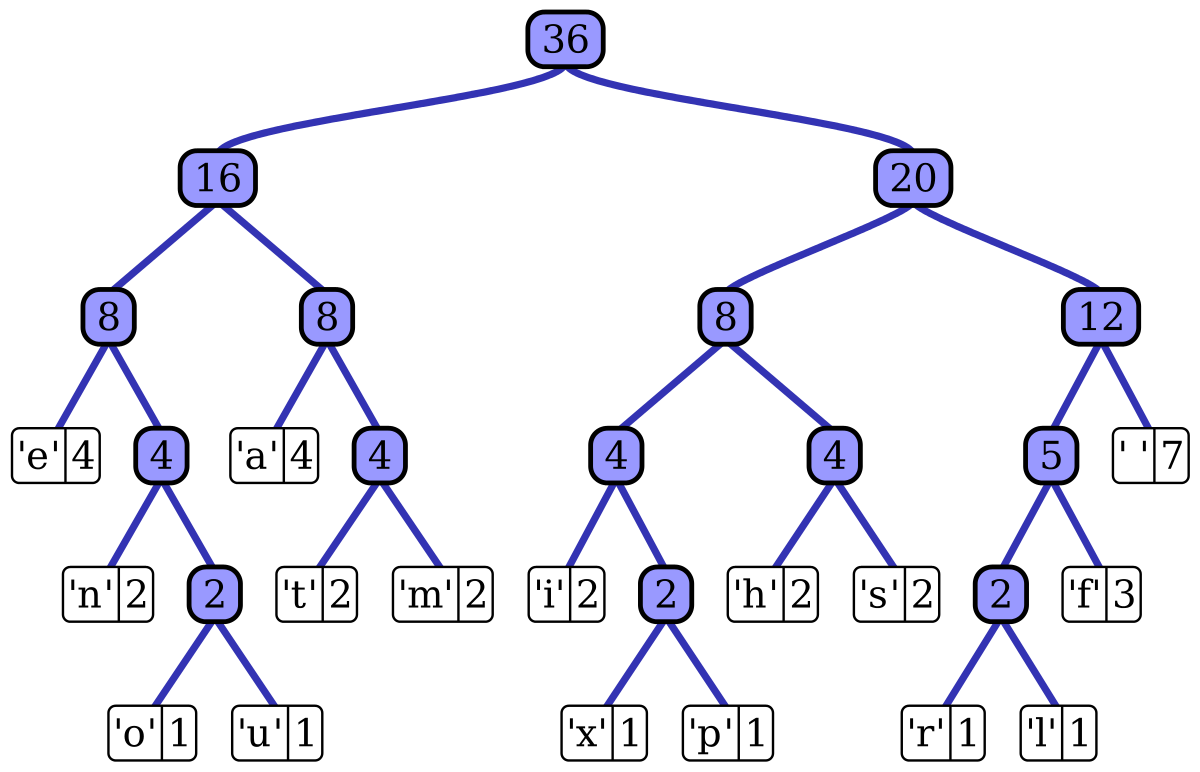 36
16 20
8 8 8 12
'e' 4 4 'a' 4 4 4 4 5 ' ' 7
'n' 2 2 't' 2 'm' 2 'i' 2 2 'h' 2 's' 2 2 'f' 3
'o' 1 'u' 1 'x' 1 'p' 1 'r' 1 'l' 1